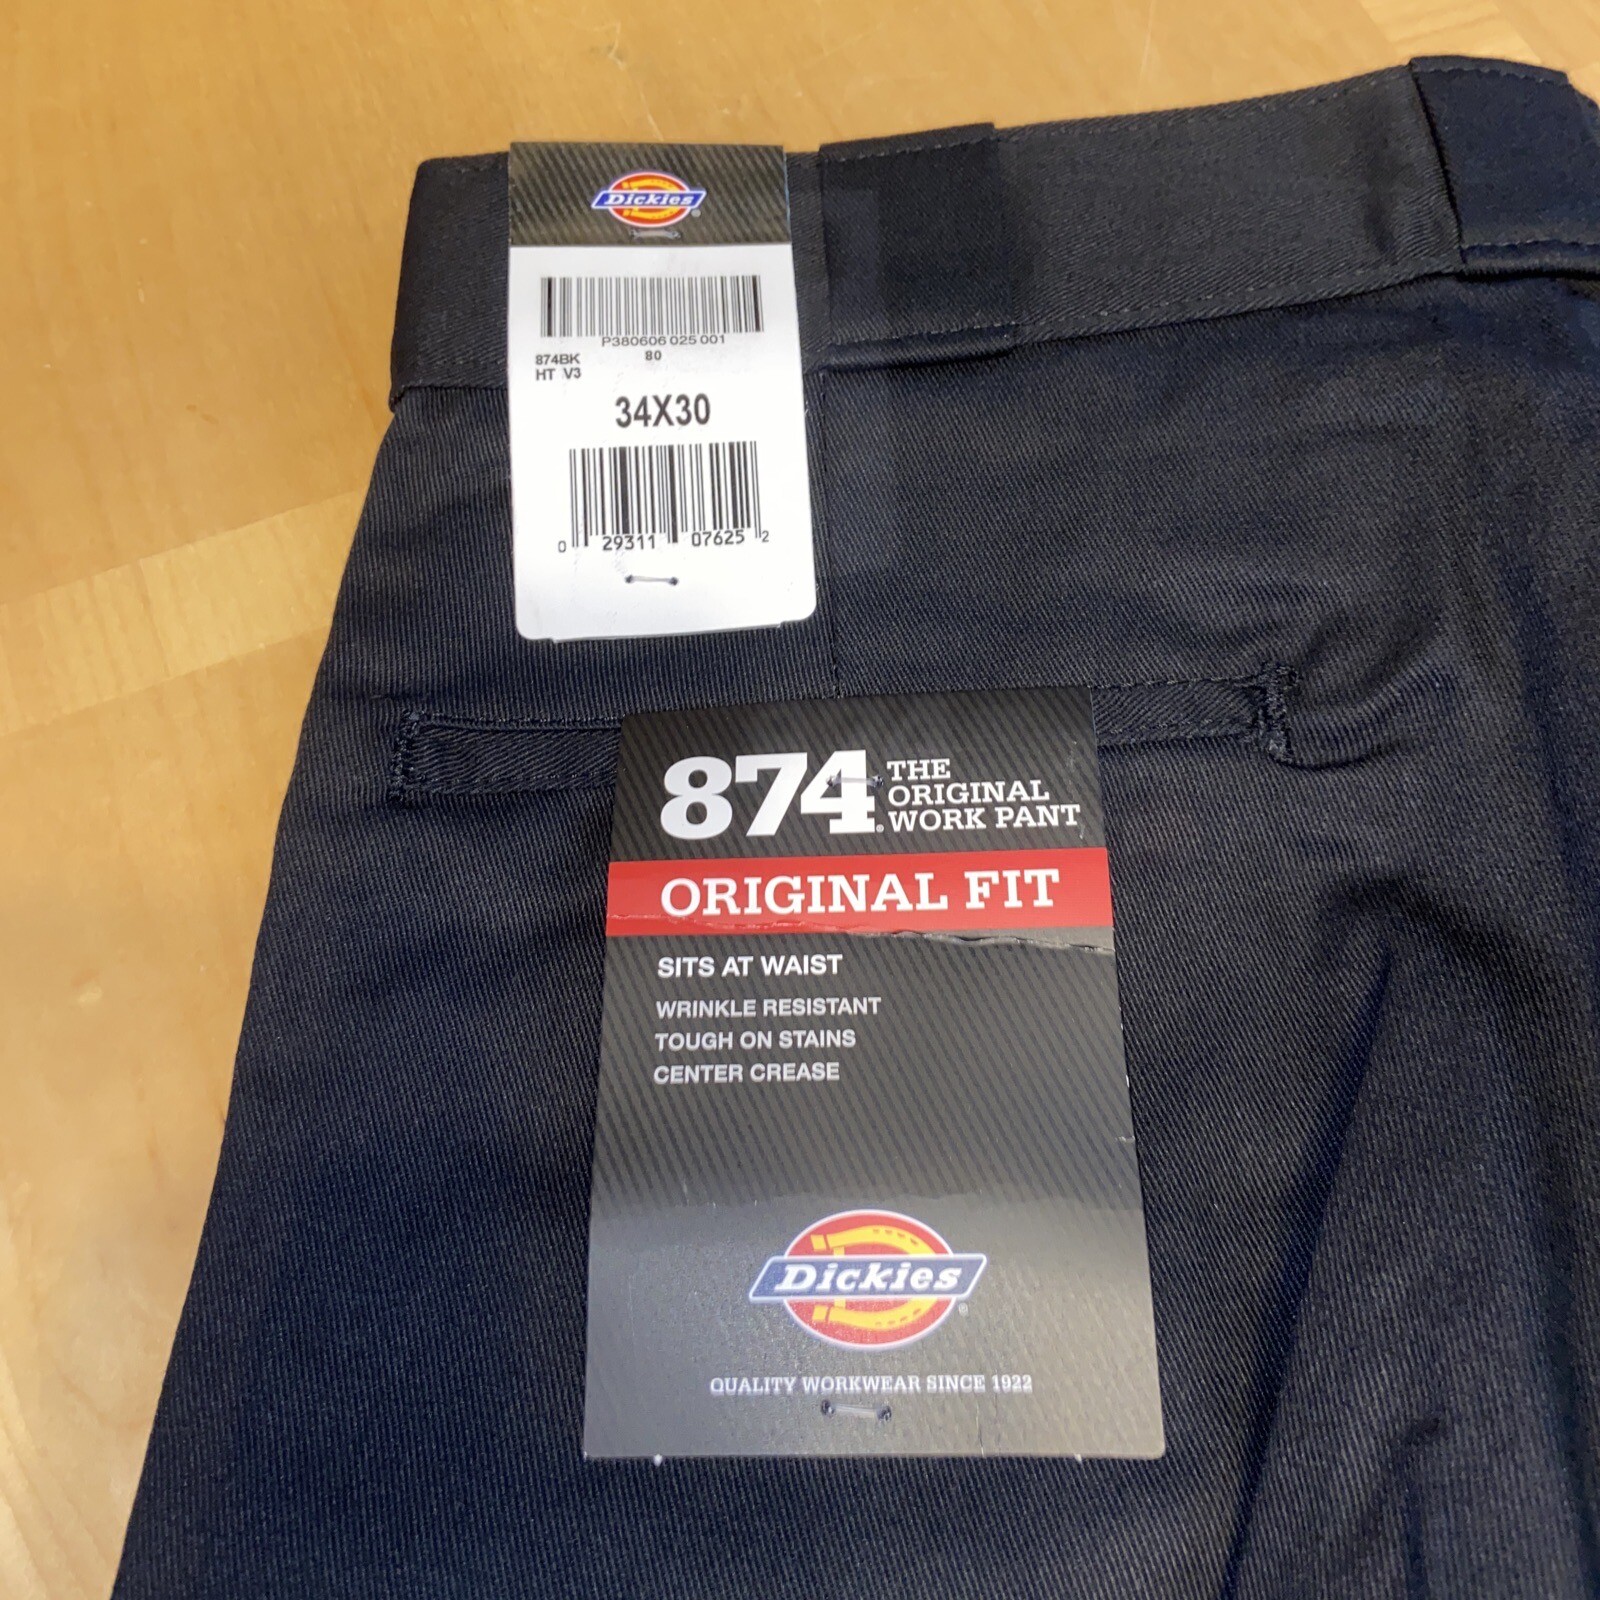 Dickies
P380606 025 001
874BK 80
HT V3
34X30
0 29311 07625 2
874. THE
ORIGINAL
WORK PANT
ORIGINAL FIT
SITS AT WAIST
WRINKLE RESISTANT
TOUGH ON STAINS
CENTER CREASE
Dickies
QUALITY WORKWEAR SINCE 1922